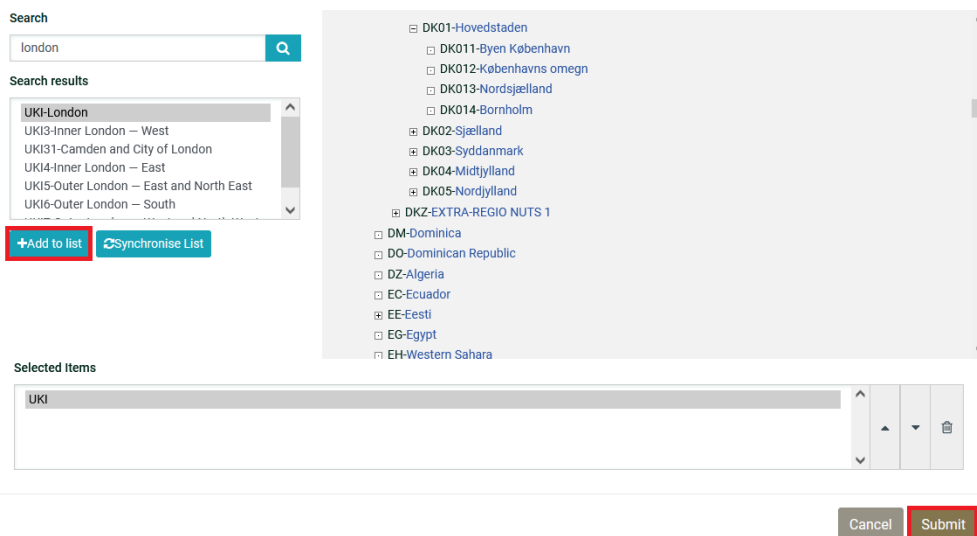 Search
london
Search results
UKI-London
UKI3-Inner London — West
UKI31-Camden and City of London
UKI4-Inner London — East
UKI5-Outer London — East and North East
UKI6-Outer London — South
+Add to list
Synchronise List
DK01-Hovedstaden
DK011-Byen København
DK012-Københavns omegn
DK013-Nordsjælland
DK014-Bornholm
DK02-Sjælland
DK03-Syddanmark
DK04-Midtjylland
DK05-Nordjylland
DKZ-EXTRA-REGIO NUTS 1
DM-Dominica
DO-Dominican Republic
DZ-Algeria
EC-Ecuador
EE-Eesti
EG-Egypt
EH-Western Sahara
Selected Items
UKI
Cancel
Submit